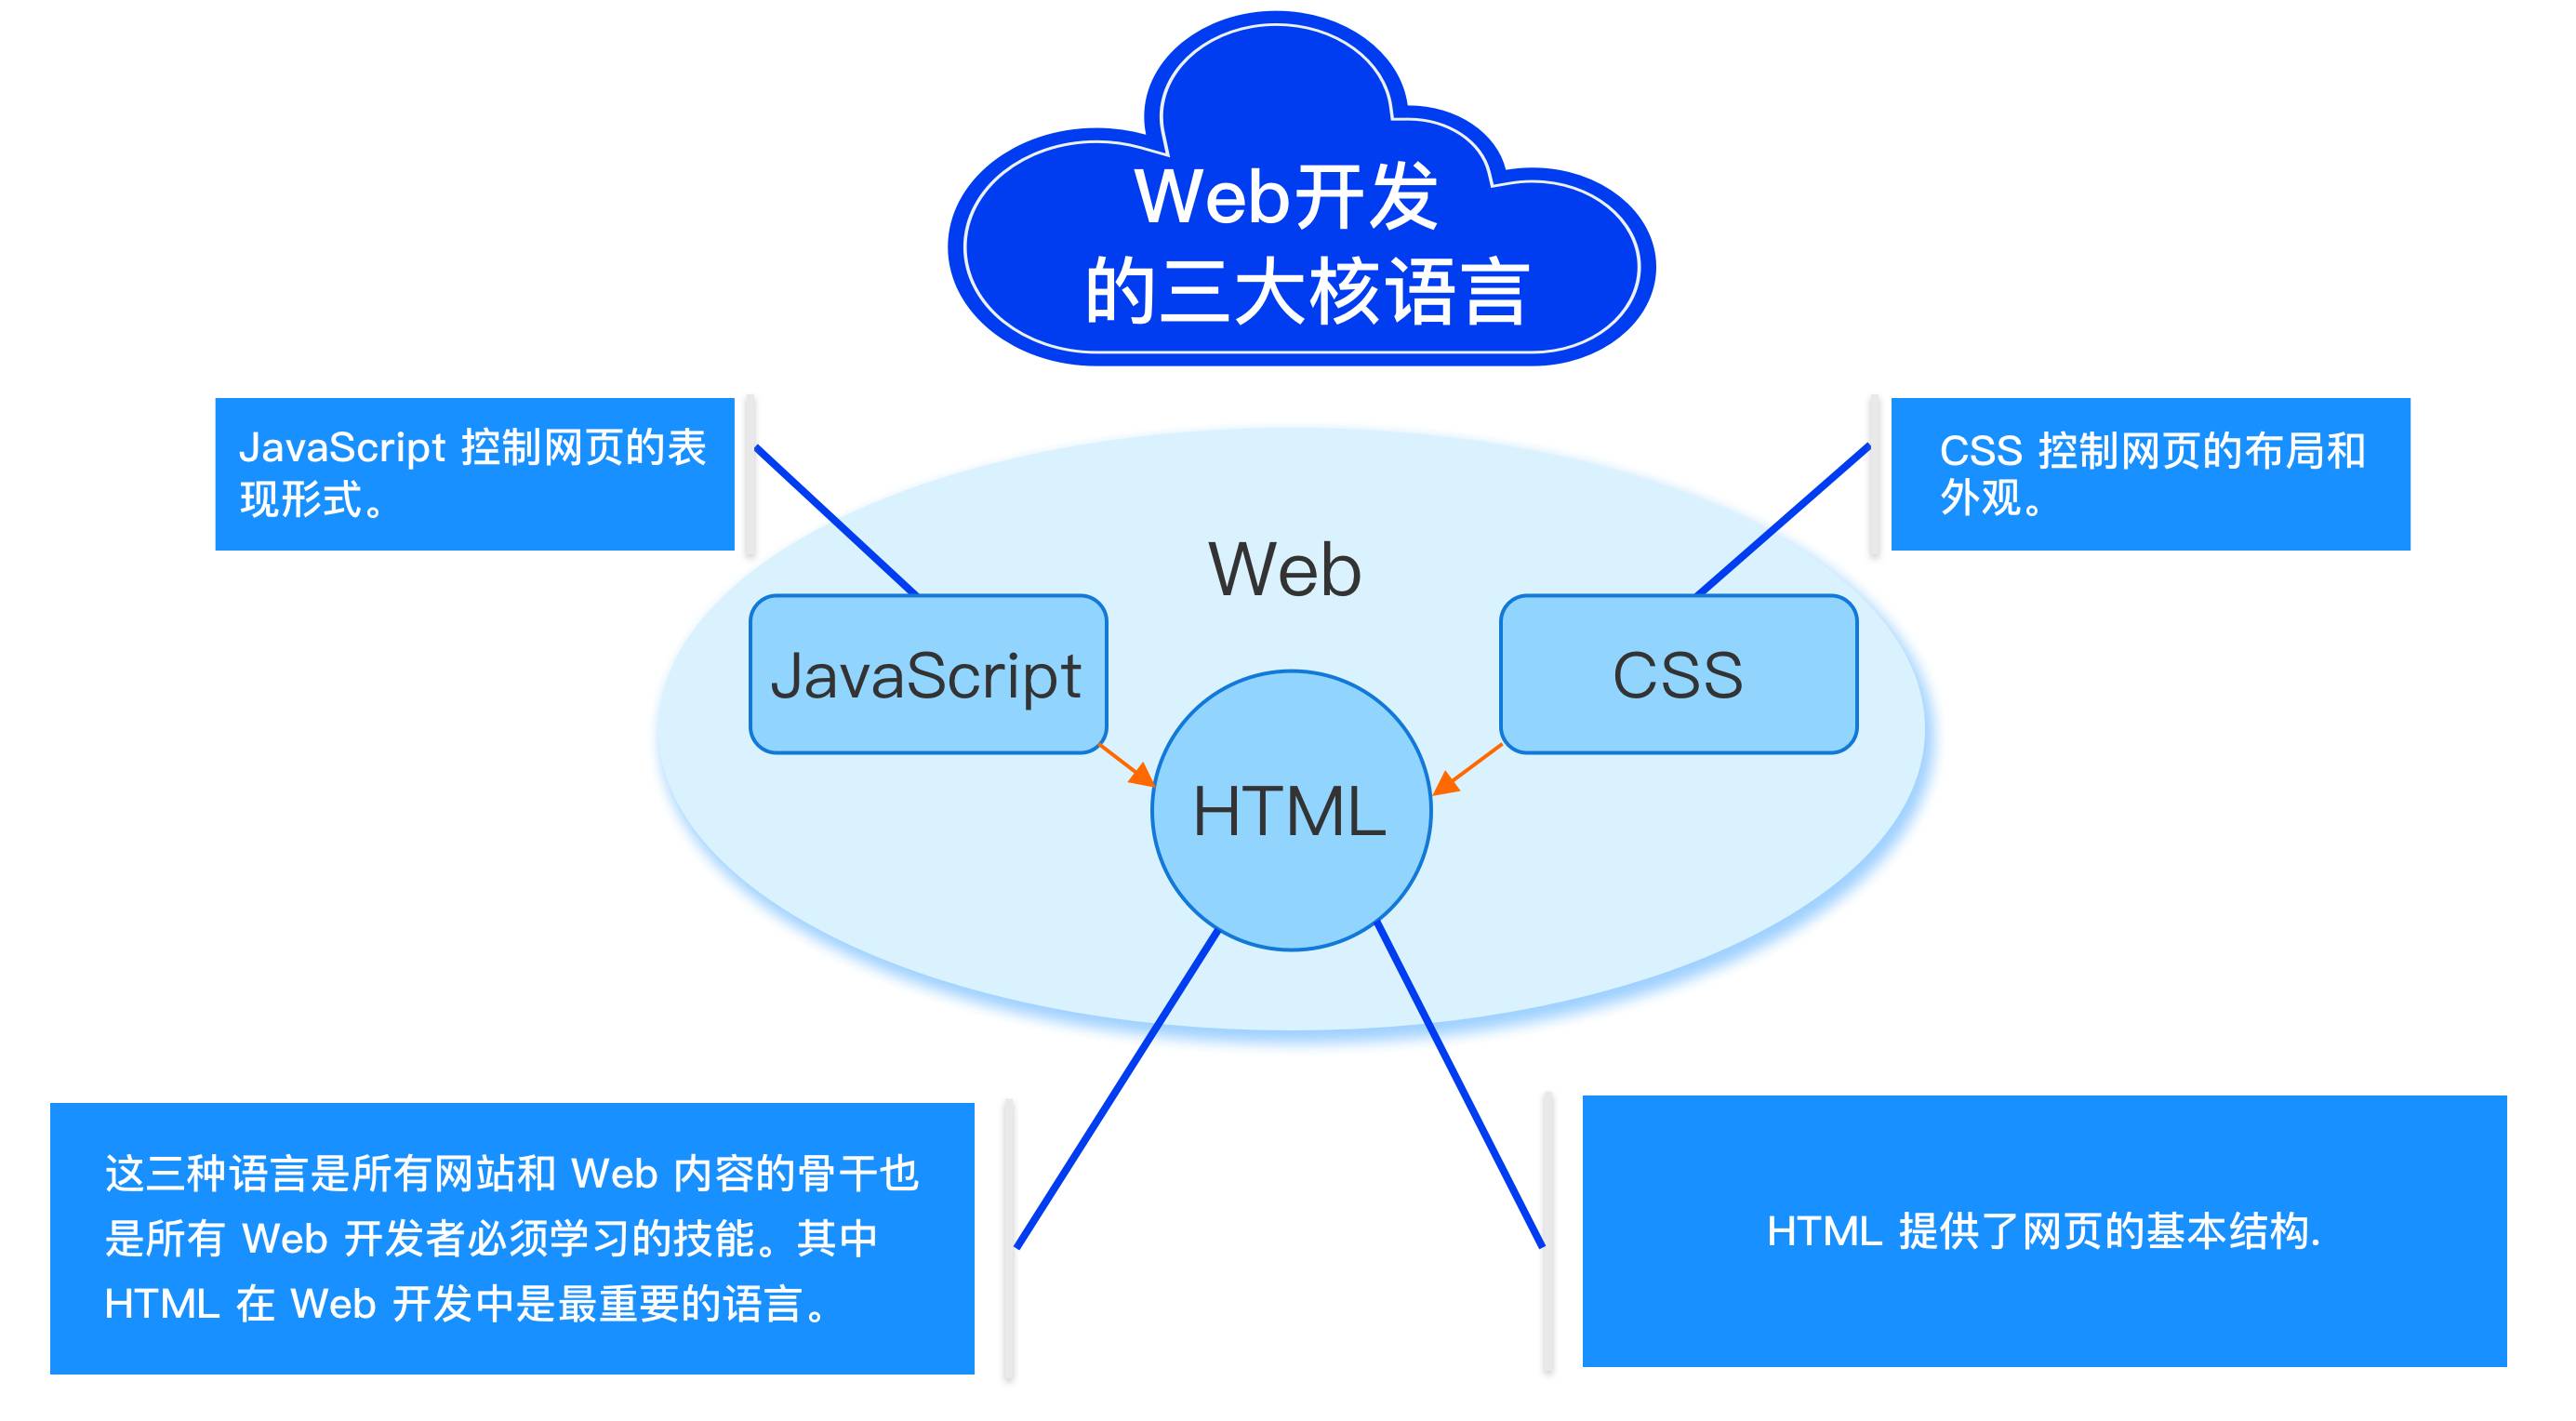 Web开发
的三大核语言
JavaScript 控制网页的表
现形式。
CSS 控制网页的布局和
外观。
Web
JavaScript
CSS
HTML
这三种语言是所有网站和 Web 内容的骨干也
是所有 Web 开发者必须学习的技能。其中
HTML 在 Web 开发中是最重要的语言。
HTML 提供了网页的基本结构.